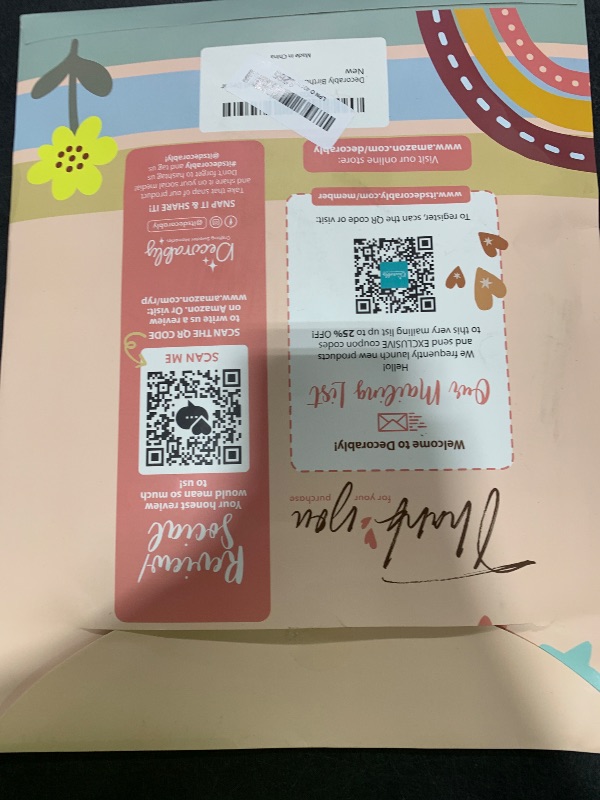 Thank you
for your purchase
Welcome to Decorably!
Our Mailing List
Hello!
We frequently launch new products
and send EXCLUSIVE coupon codes
to this very mailing list up to 25% OFF!
To register, scan the QR code or visit:
www.itsdecorably.com/member
Visit our online store:
www.amazon.com/decorably
Review/
Social
Your honest review
would mean so much
to us!
SCAN ME
SCAN THE QR CODE
to write us a review
on Amazon. Or visit:
www.amazon.com/ryp
Decorably
@itsdecorably
SNAP IT & SHARE IT!
Take that snap of our product
and share it on your social media!
Don't forget to hashtag us
#itsdecorably and tag us
@itsdecorably!
Decorably
New
Made in China